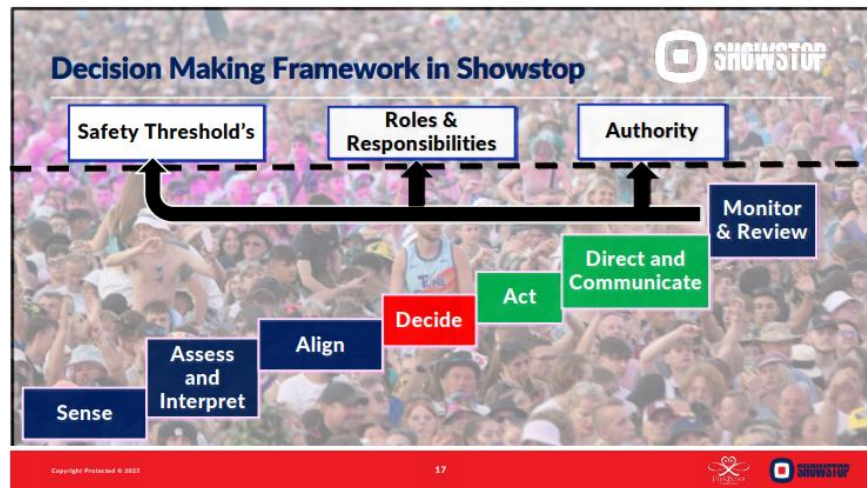 Decision Making Framework in Showstop
SHOWSTOP
Safety Threshold's
Roles &
Responsibilities
Authority
Monitor
& Review
Direct and
Communicate
Act
Decide
Align
Assess
and
Interpret
Sense
Copyright Protected © 2025
17
SHOWSTOP